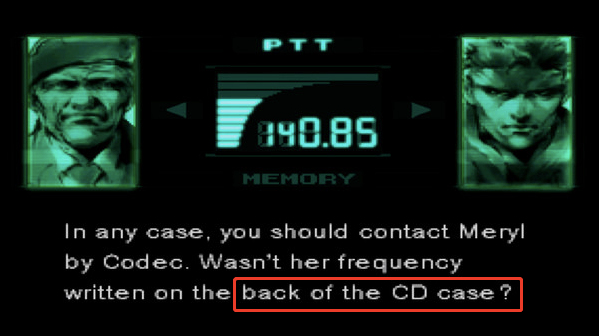 PTT
140.85
MEMORY
In any case, you should contact Meryl
by Codec. Wasn't her frequency
written on the back of the CD case?